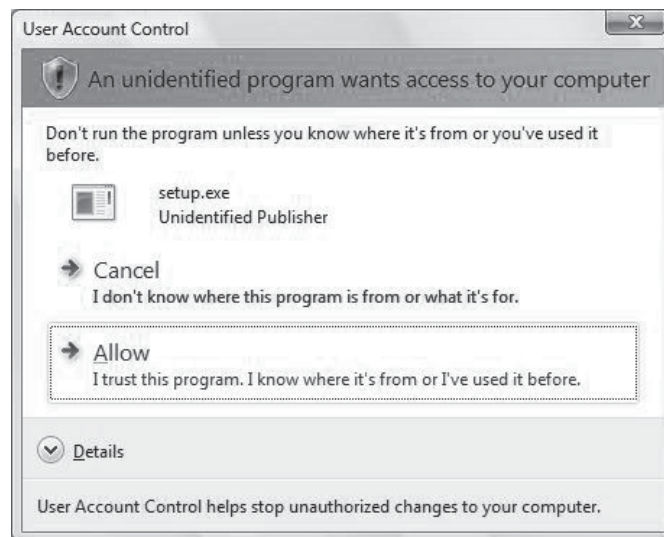 User Account Control
An unidentified program wants access to your computer
Don't run the program unless you know where it's from or you've used it
before.
setup.exe
Unidentified Publisher
Cancel
I don't know where this program is from or what it's for.
Allow
I trust this program. I know where it's from or I've used it before.
Details
User Account Control helps stop unauthorized changes to your computer.